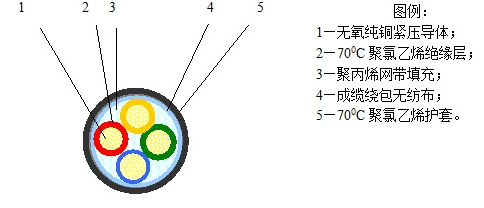 1 2 3 4 5
图例：
1—无氧纯铜紧压导体；
2—70⁰C 聚氯乙烯绝缘层；
3—聚丙烯网带填充；
4—成缆绕包无纺布；
5—70⁰C 聚氯乙烯护套。